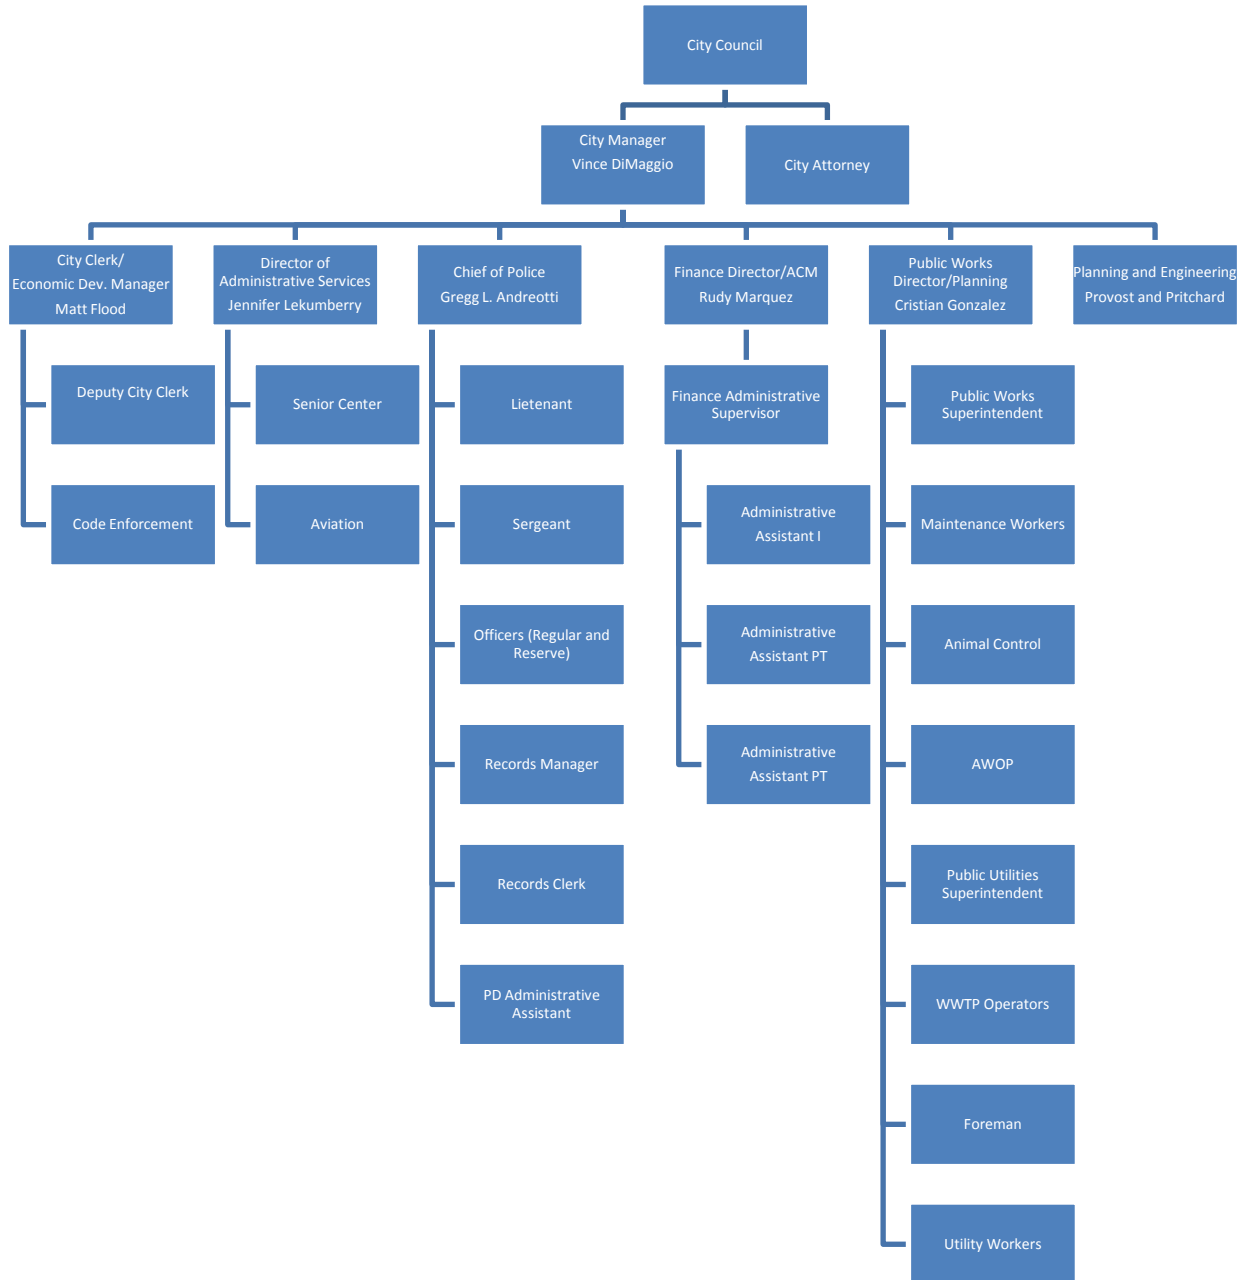 City Council
City Manager
Vince DiMaggio
City Attorney
City Clerk/
Economic Dev. Manager
Matt Flood
Director of
Administrative Services
Jennifer Lekumberry
Chief of Police
Gregg L. Andreotti
Finance Director/ACM
Rudy Marquez
Public Works
Director/Planning
Cristian Gonzalez
Planning and Engineering
Provost and Pritchard
Deputy City Clerk
Senior Center
Lietenant
Finance Administrative
Supervisor
Public Works
Superintendent
Code Enforcement
Aviation
Sergeant
Administrative
Assistant I
Maintenance Workers
Officers (Regular and
Reserve)
Administrative
Assistant PT
Animal Control
Records Manager
Administrative
Assistant PT
AWOP
Records Clerk
Public Utilities
Superintendent
PD Administrative
Assistant
WWTP Operators
Foreman
Utility Workers